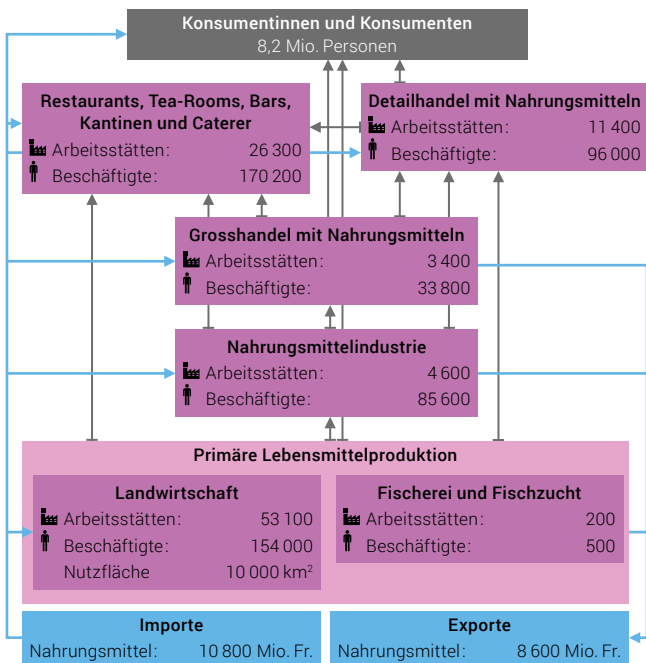 Konsumentinnen und Konsumenten
8,2 Mio. Personen
Restaurants, Tea-Rooms, Bars,
Kantinen und Caterer
Arbeitsstätten: 26 300
Beschäftigte: 170 200
Detailhandel mit Nahrungsmitteln
Arbeitsstätten: 11 400
Beschäftigte: 96 000
Grosshandel mit Nahrungsmitteln
Arbeitsstätten: 3 400
Beschäftigte: 33 800
Nahrungsmittelindustrie
Arbeitsstätten: 4 600
Beschäftigte: 85 600
Primäre Lebensmittelproduktion
Landwirtschaft
Arbeitsstätten: 53 100
Beschäftigte: 154 000
Nutzfläche 10 000 km²
Fischerei und Fischzucht
Arbeitsstätten: 200
Beschäftigte: 500
Importe
Nahrungsmittel: 10 800 Mio. Fr.
Exporte
Nahrungsmittel: 8 600 Mio. Fr.